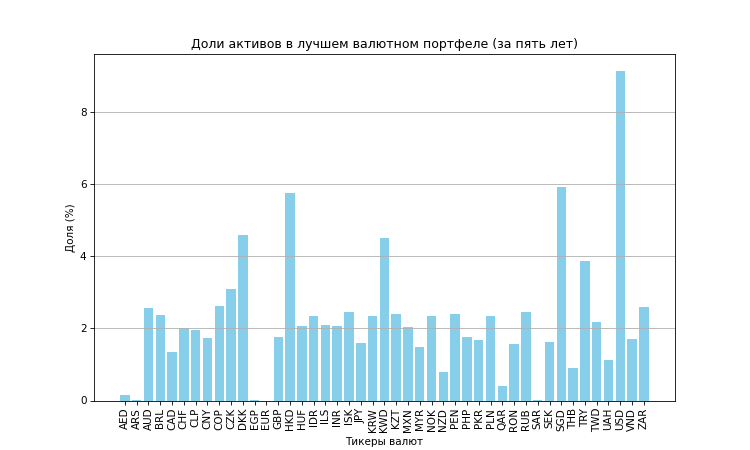 Доли активов в лучшем валютном портфеле (за пять лет)
Доля (%)
8
6
4
2
0
AED ARS AUD BRL CAD CHF CLP CNY COP CZK DKK EGP EUR GBP HKD HUF IDR ILS INR ISK JPY KRW KWD KZT MXN MYR NOK NZD PEN PHP PKR PLN QAR RON RUB SAR SEK SGD THB TRY TWD UAH USD VND ZAR
Тикеры валют